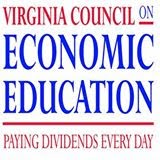 VIRGINIA COUNCIL ON
ECONOMIC
EDUCATION
PAYING DIVIDENDS EVERY DAY